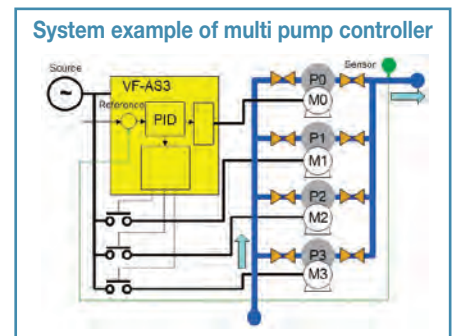 System example of multi pump controller
Source
VF-AS3
Reference
PID
Sensor
P0
M0
P1
M1
P2
M2
P3
M3